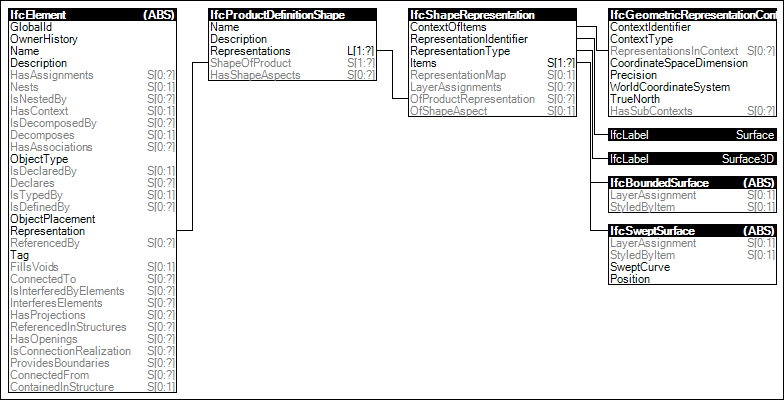 IfcElement (ABS)
GlobalId
OwnerHistory
Name
Description
HasAssignments S[0:?]
Nests S[0:1]
IsNestedBy S[0:?]
HasContext S[0:1]
IsDecomposedBy S[0:?]
Decomposes S[0:1]
HasAssociations S[0:?]
ObjectType
IsDeclaredBy S[0:1]
Declares S[0:?]
IsTypedBy S[0:1]
IsDefinedBy S[0:?]
ObjectPlacement
Representation
ReferencedBy S[0:?]
Tag
FillsVoids S[0:1]
ConnectedTo S[0:?]
IsInterferedByElements S[0:?]
InterferesElements S[0:?]
HasProjections S[0:?]
ReferencedInStructures S[0:?]
HasOpenings S[0:?]
IsConnectionRealization S[0:?]
ProvidesBoundaries S[0:?]
ConnectedFrom S[0:?]
ContainedInStructure S[0:1]
IfcProductDefinitionShape
Name
Description
Representations L[1:?]
ShapeOfProduct S[1:?]
HasShapeAspects S[0:?]
IfcShapeRepresentation
ContextOfItems
RepresentationIdentifier
RepresentationType
Items S[1:?]
RepresentationMap S[0:1]
LayerAssignments S[0:?]
OfProductRepresentation S[0:?]
OfShapeAspect S[0:1]
IfcGeometricRepresentationCon
ContextIdentifier
ContextType
RepresentationsInContext S[0:?]
CoordinateSpaceDimension
Precision
WorldCoordinateSystem
TrueNorth
HasSubContexts S[0:?]
IfcLabel Surface
IfcLabel Surface3D
IfcBoundedSurface (ABS)
LayerAssignment S[0:1]
StyledByItem S[0:1]
IfcSweptSurface (ABS)
LayerAssignment S[0:1]
StyledByItem S[0:1]
SweptCurve
Position